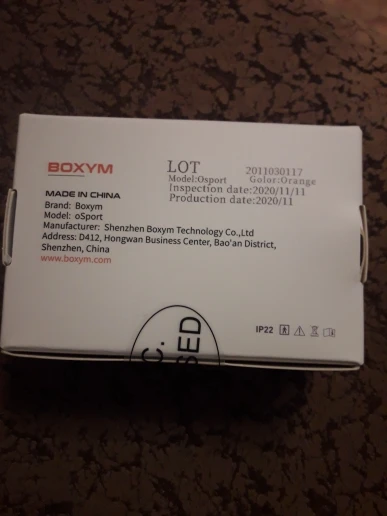 BOXYM
LOT 2011030117
Model:Osport Golor:Orange
Inspection date:2020/11/11
Production date:2020/11
MADE IN CHINA
Brand: Boxym
Model: oSport
Manufacturer: Shenzhen Boxym Technology Co.,Ltd
Address: D412, Hongwan Business Center, Bao'an District,
Shenzhen, China
www.boxym.com
C.
SED
IP22